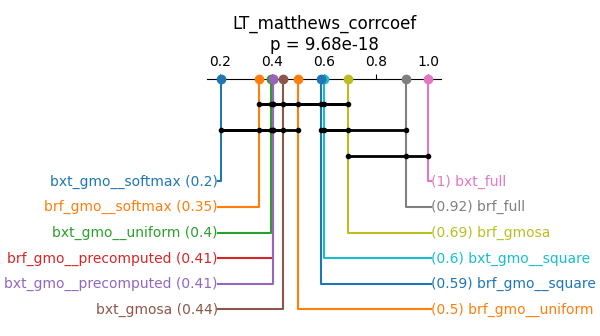 LT_matthews_corrcoef
p = 9.68e-18
0.2 0.4 0.6 0.8 1.0
bxt_gmo__softmax (0.2) (1) bxt_full
brf_gmo__softmax (0.35) (0.92) brf_full
bxt_gmo__uniform (0.4) (0.69) brf_gmosa
brf_gmo__precomputed (0.41) (0.6) bxt_gmo__square
bxt_gmo__precomputed (0.41) (0.59) brf_gmo__square
bxt_gmosa (0.44) (0.5) brf_gmo__uniform